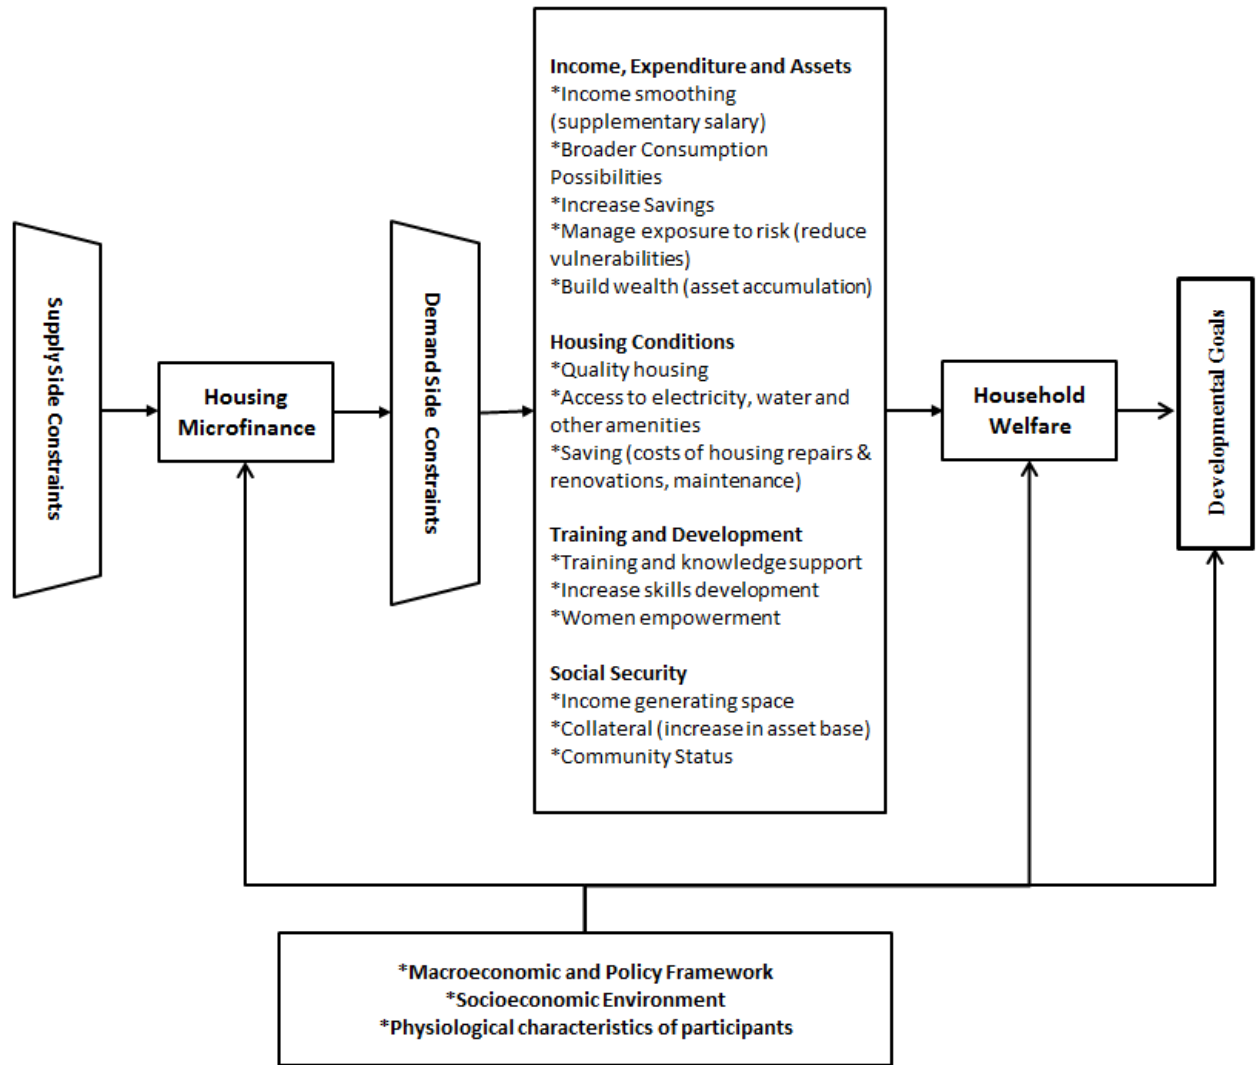 Supply Side Constraints
Housing
Microfinance
Demand Side Constraints
Income, Expenditure and Assets
*Income smoothing
(supplementary salary)
*Broader Consumption
Possibilities
*Increase Savings
*Manage exposure to risk (reduce
vulnerabilities)
*Build wealth (asset accumulation)
Housing Conditions
*Quality housing
*Access to electricity, water and
other amenities
*Saving (costs of housing repairs &
renovations, maintenance)
Training and Development
*Training and knowledge support
*Increase skills development
*Women empowerment
Social Security
*Income generating space
*Collateral (increase in asset base)
*Community Status
Household
Welfare
Developmental Goals
*Macroeconomic and Policy Framework
*Socioeconomic Environment
*Physiological characteristics of participants